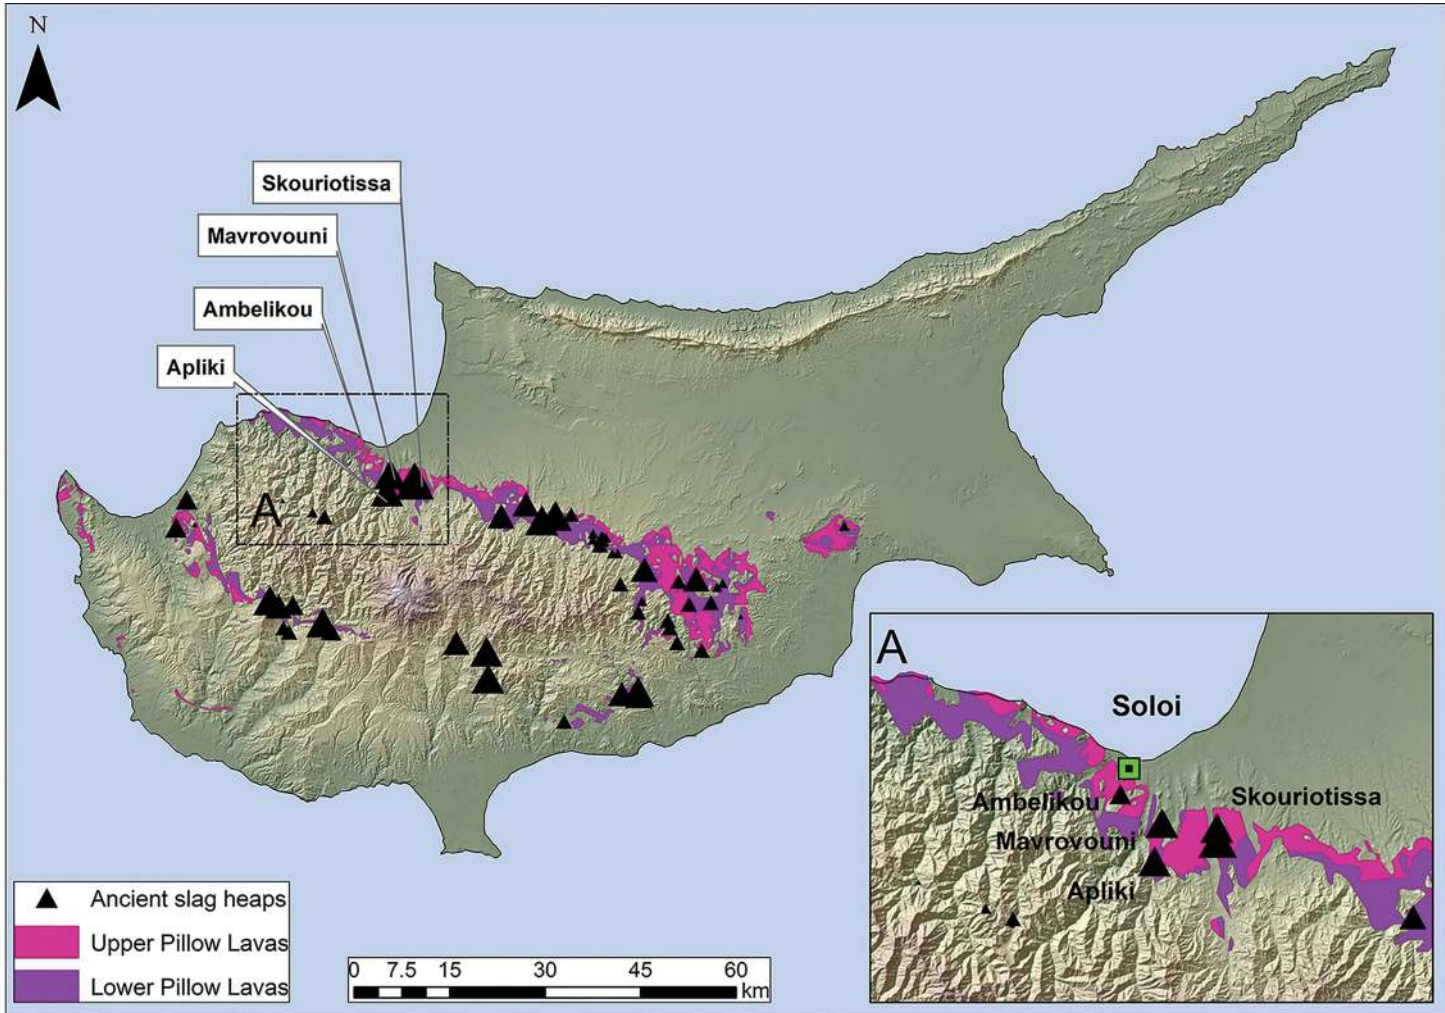 N
Skouriotissa
Mavrovouni
Ambelikou
Apliki
A
A
Soloi
Ambelikou
Skouriotissa
Mavrovouni
Apliki
Ancient slag heaps
Upper Pillow Lavas
Lower Pillow Lavas
0 7.5 15 30 45 60
km